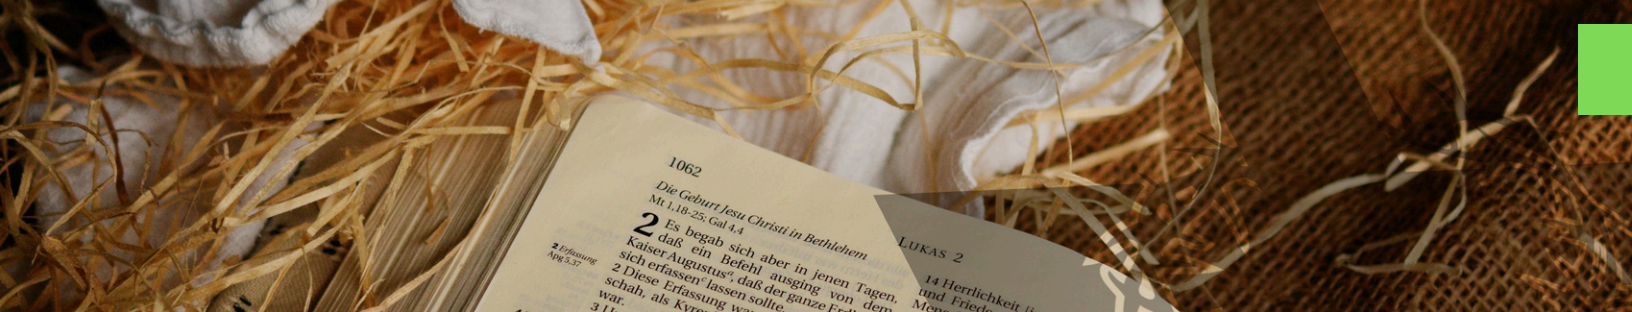 1062
Die Geburt Jesu Christi in Bethlehem
Mt 1,18-25; Gal 4,4
2 Es begab sich aber in jenen Tagen,
daß ein Befehl ausging von dem
Kaiser Augustus, daß der ganze
sich erfassen lassen sollte.
2 Diese Erfassung
schah, als
war.
3
2 Erfassung
Apg 5,37
LUKAS 2
14 Herrlichkeit
und